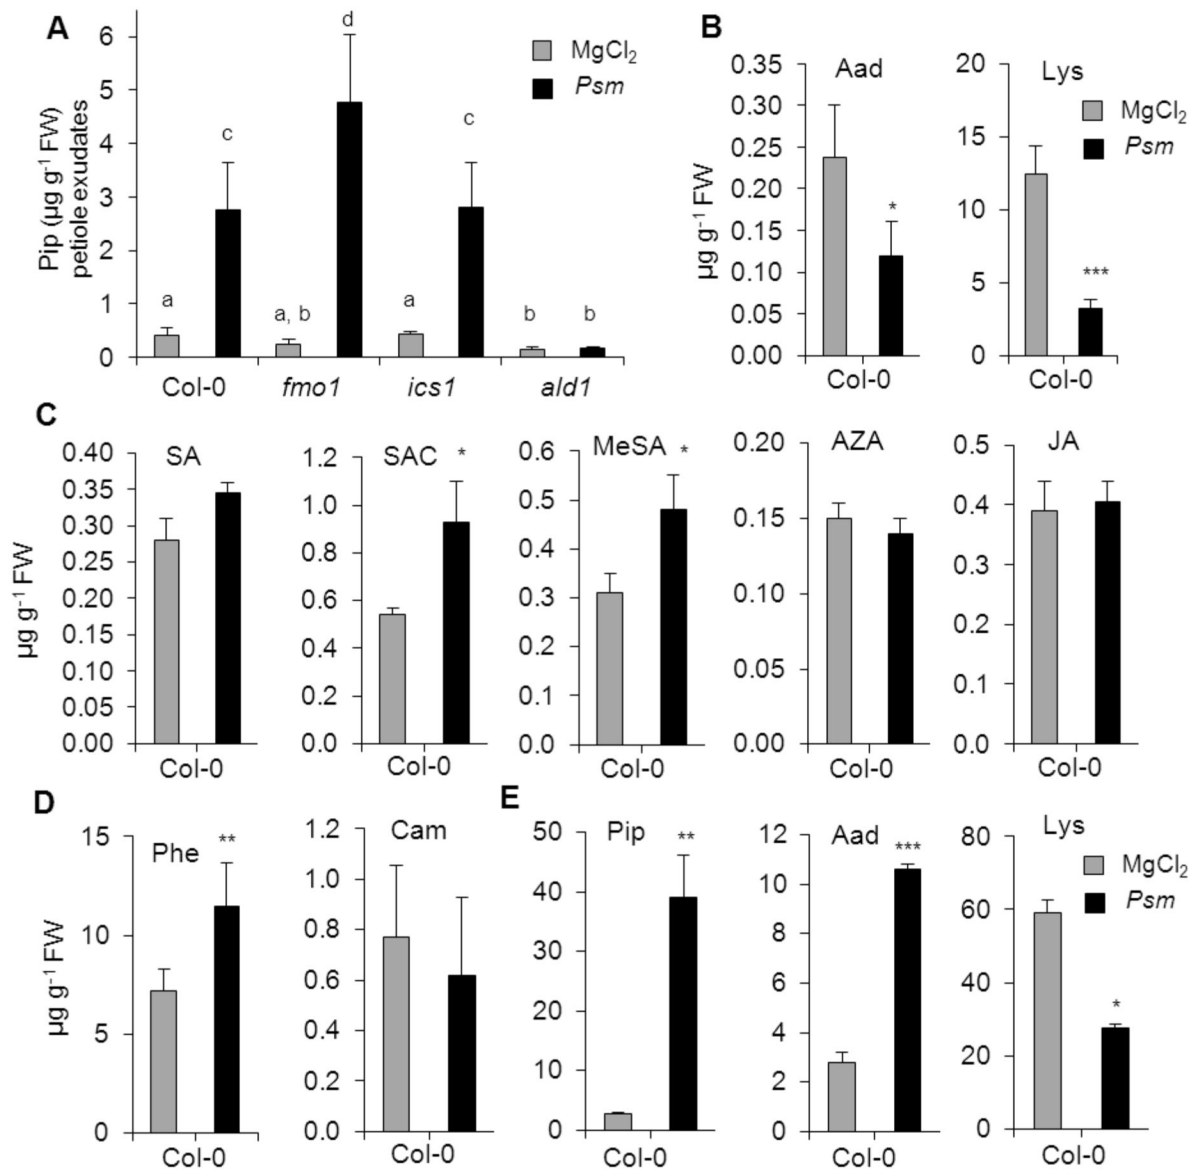 A
Pip (µg g⁻¹ FW)
petiole exudates
6
5
4
3
2
1
0
a
c
a, b
d
a
c
b
b
MgCl₂
Psm
Col-0
fmo1
ics1
ald1
B
µg g⁻¹ FW
Aad
0.35
0.30
0.25
0.20
0.15
0.10
0.05
0.00
*
Col-0
Lys
20
15
10
5
0
***
MgCl₂
Psm
Col-0
C
µg g⁻¹ FW
SA
0.40
0.35
0.30
0.25
0.20
0.15
0.10
0.05
0.00
Col-0
SAC
*
1.2
1.0
0.8
0.6
0.4
0.2
0.0
Col-0
MeSA
*
0.6
0.5
0.4
0.3
0.2
0.1
0.0
Col-0
AZA
0.20
0.15
0.10
0.05
0.00
Col-0
JA
0.5
0.4
0.3
0.2
0.1
0.0
Col-0
D
µg g⁻¹ FW
Phe
**
15
10
5
0
Col-0
Cam
1.2
1.0
0.8
0.6
0.4
0.2
0.0
Col-0
E
Pip
**
50
40
30
20
10
0
Col-0
Aad
***
12
10
8
6
4
2
0
Col-0
Lys
80
60
40
20
0
*
MgCl₂
Psm
Col-0